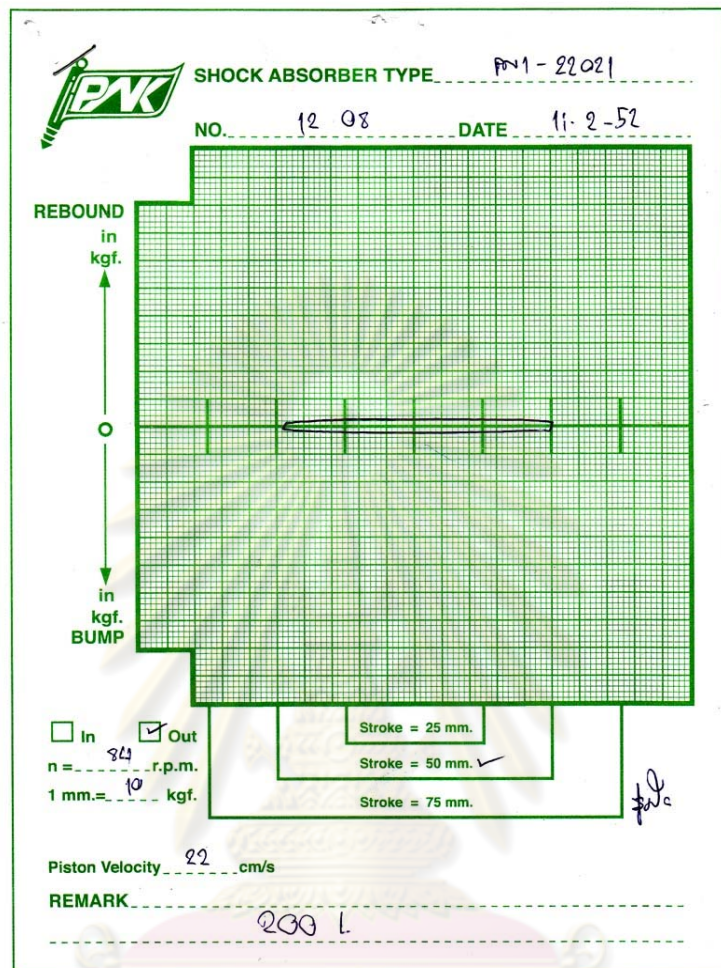 PNK
SHOCK ABSORBER TYPE - 22021
NO. 12 08 DATE 11-2-52
REBOUND
in
kgf.
O
in
kgf.
BUMP
In Out
n = 84 r.p.m.
1 mm.= 10 kgf.
Stroke = 25 mm.
Stroke = 50 mm.
Stroke = 75 mm.
Piston Velocity 22 cm/s
REMARK
200 L